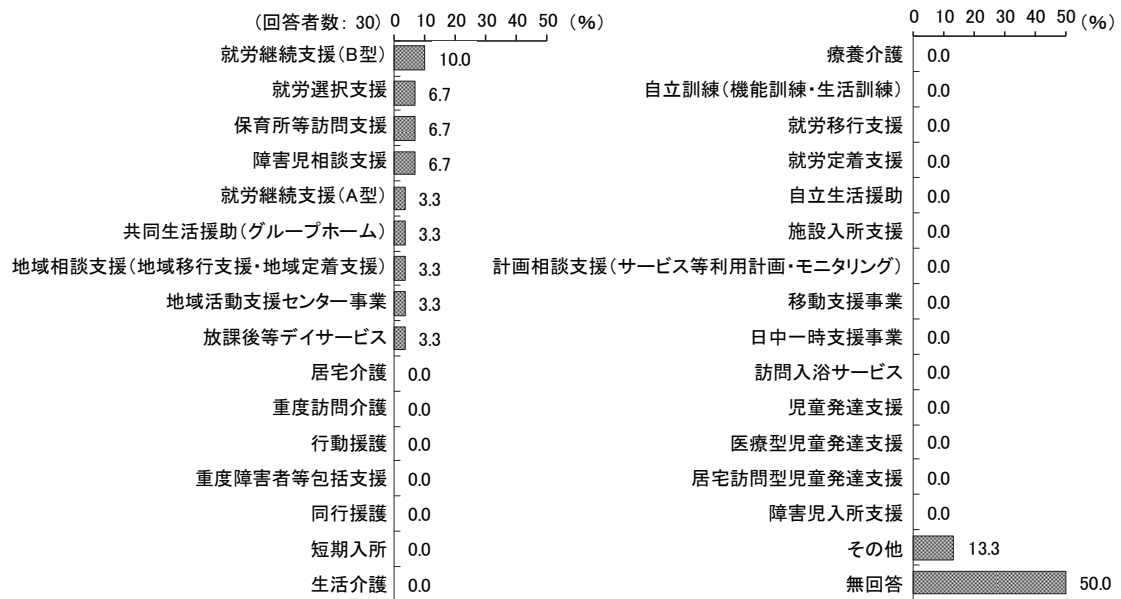 (回答者数: 30) 0 10 20 30 40 50 (%)
就労継続支援(B型) 10.0
就労選択支援 6.7
保育所等訪問支援 6.7
障害児相談支援 6.7
就労継続支援(A型) 3.3
共同生活援助(グループホーム) 3.3
地域相談支援(地域移行支援・地域定着支援) 3.3
地域活動支援センター事業 3.3
放課後等デイサービス 3.3
居宅介護 0.0
重度訪問介護 0.0
行動援護 0.0
重度障害者等包括支援 0.0
同行援護 0.0
短期入所 0.0
生活介護 0.0
0 10 20 30 40 50 (%)
療養介護 0.0
自立訓練(機能訓練・生活訓練) 0.0
就労移行支援 0.0
就労定着支援 0.0
自立生活援助 0.0
施設入所支援 0.0
計画相談支援(サービス等利用計画・モニタリング) 0.0
移動支援事業 0.0
日中一時支援事業 0.0
訪問入浴サービス 0.0
児童発達支援 0.0
医療型児童発達支援 0.0
居宅訪問型児童発達支援 0.0
障害児入所支援 0.0
その他 13.3
無回答 50.0